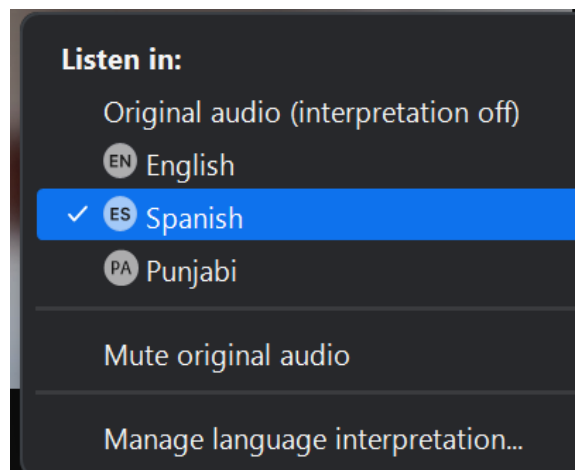 Listen in:
Original audio (interpretation off)
EN English
ES Spanish
PA Punjabi
Mute original audio
Manage language interpretation...